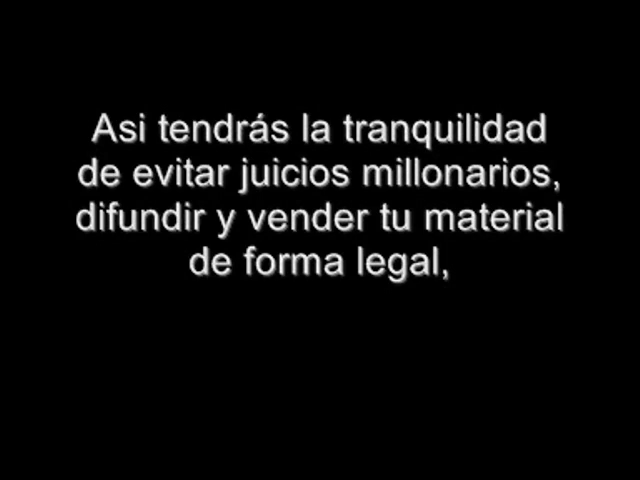 Asi tendrás la tranquilidad
de evitar juicios millonarios,
difundir y vender tu material
de forma legal,